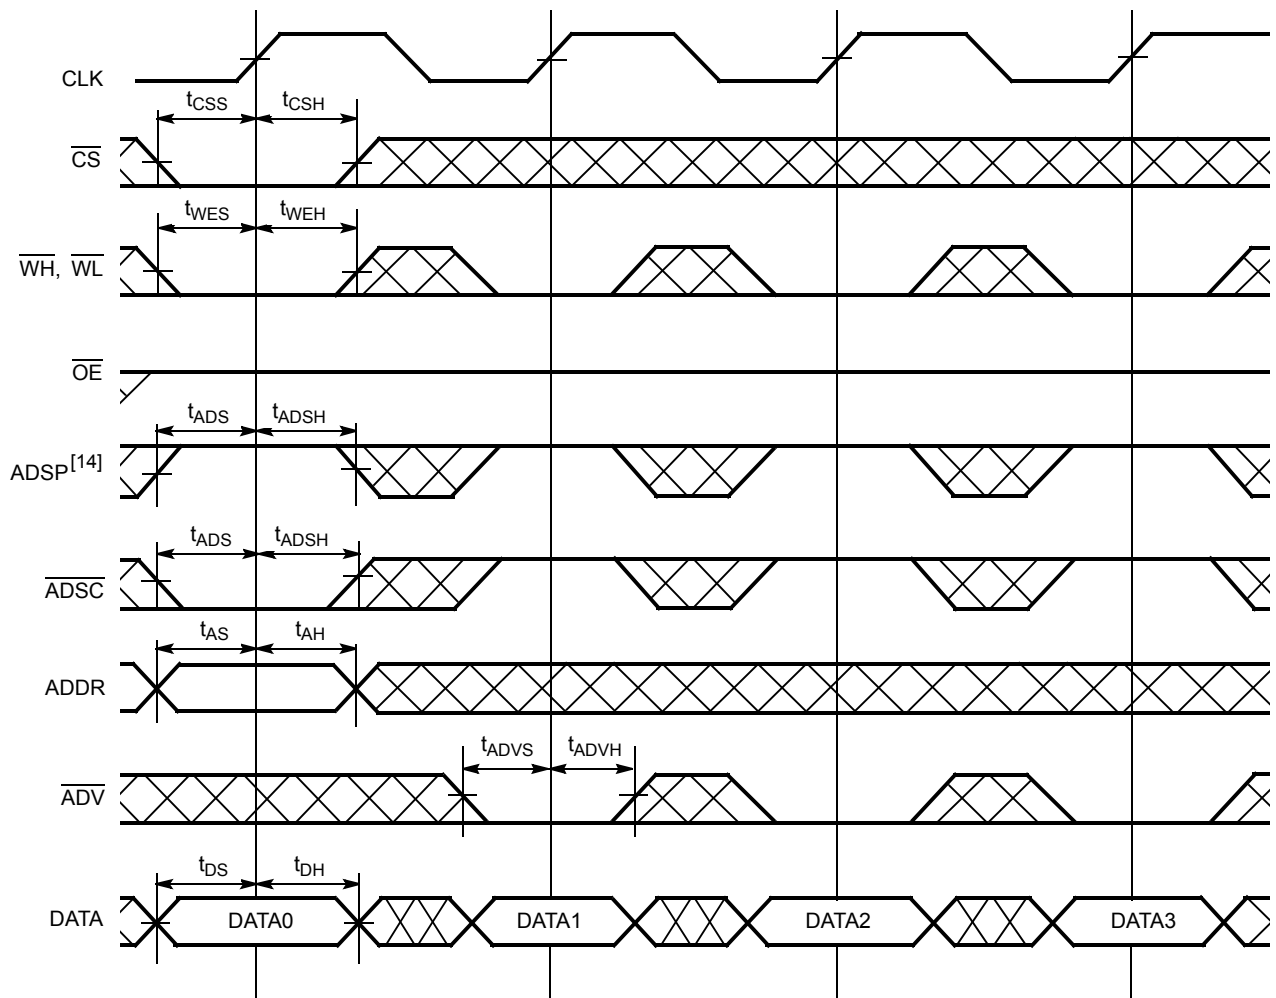 CLK
tCSS tCSH
CS
tWES tWEH
WH, WL
OE
tADS tADSH
ADSP[14]
tADS tADSH
ADSC
tAS tAH
ADDR
tADVS tADVH
ADV
tDS tDH
DATA DATA0 DATA1 DATA2 DATA3